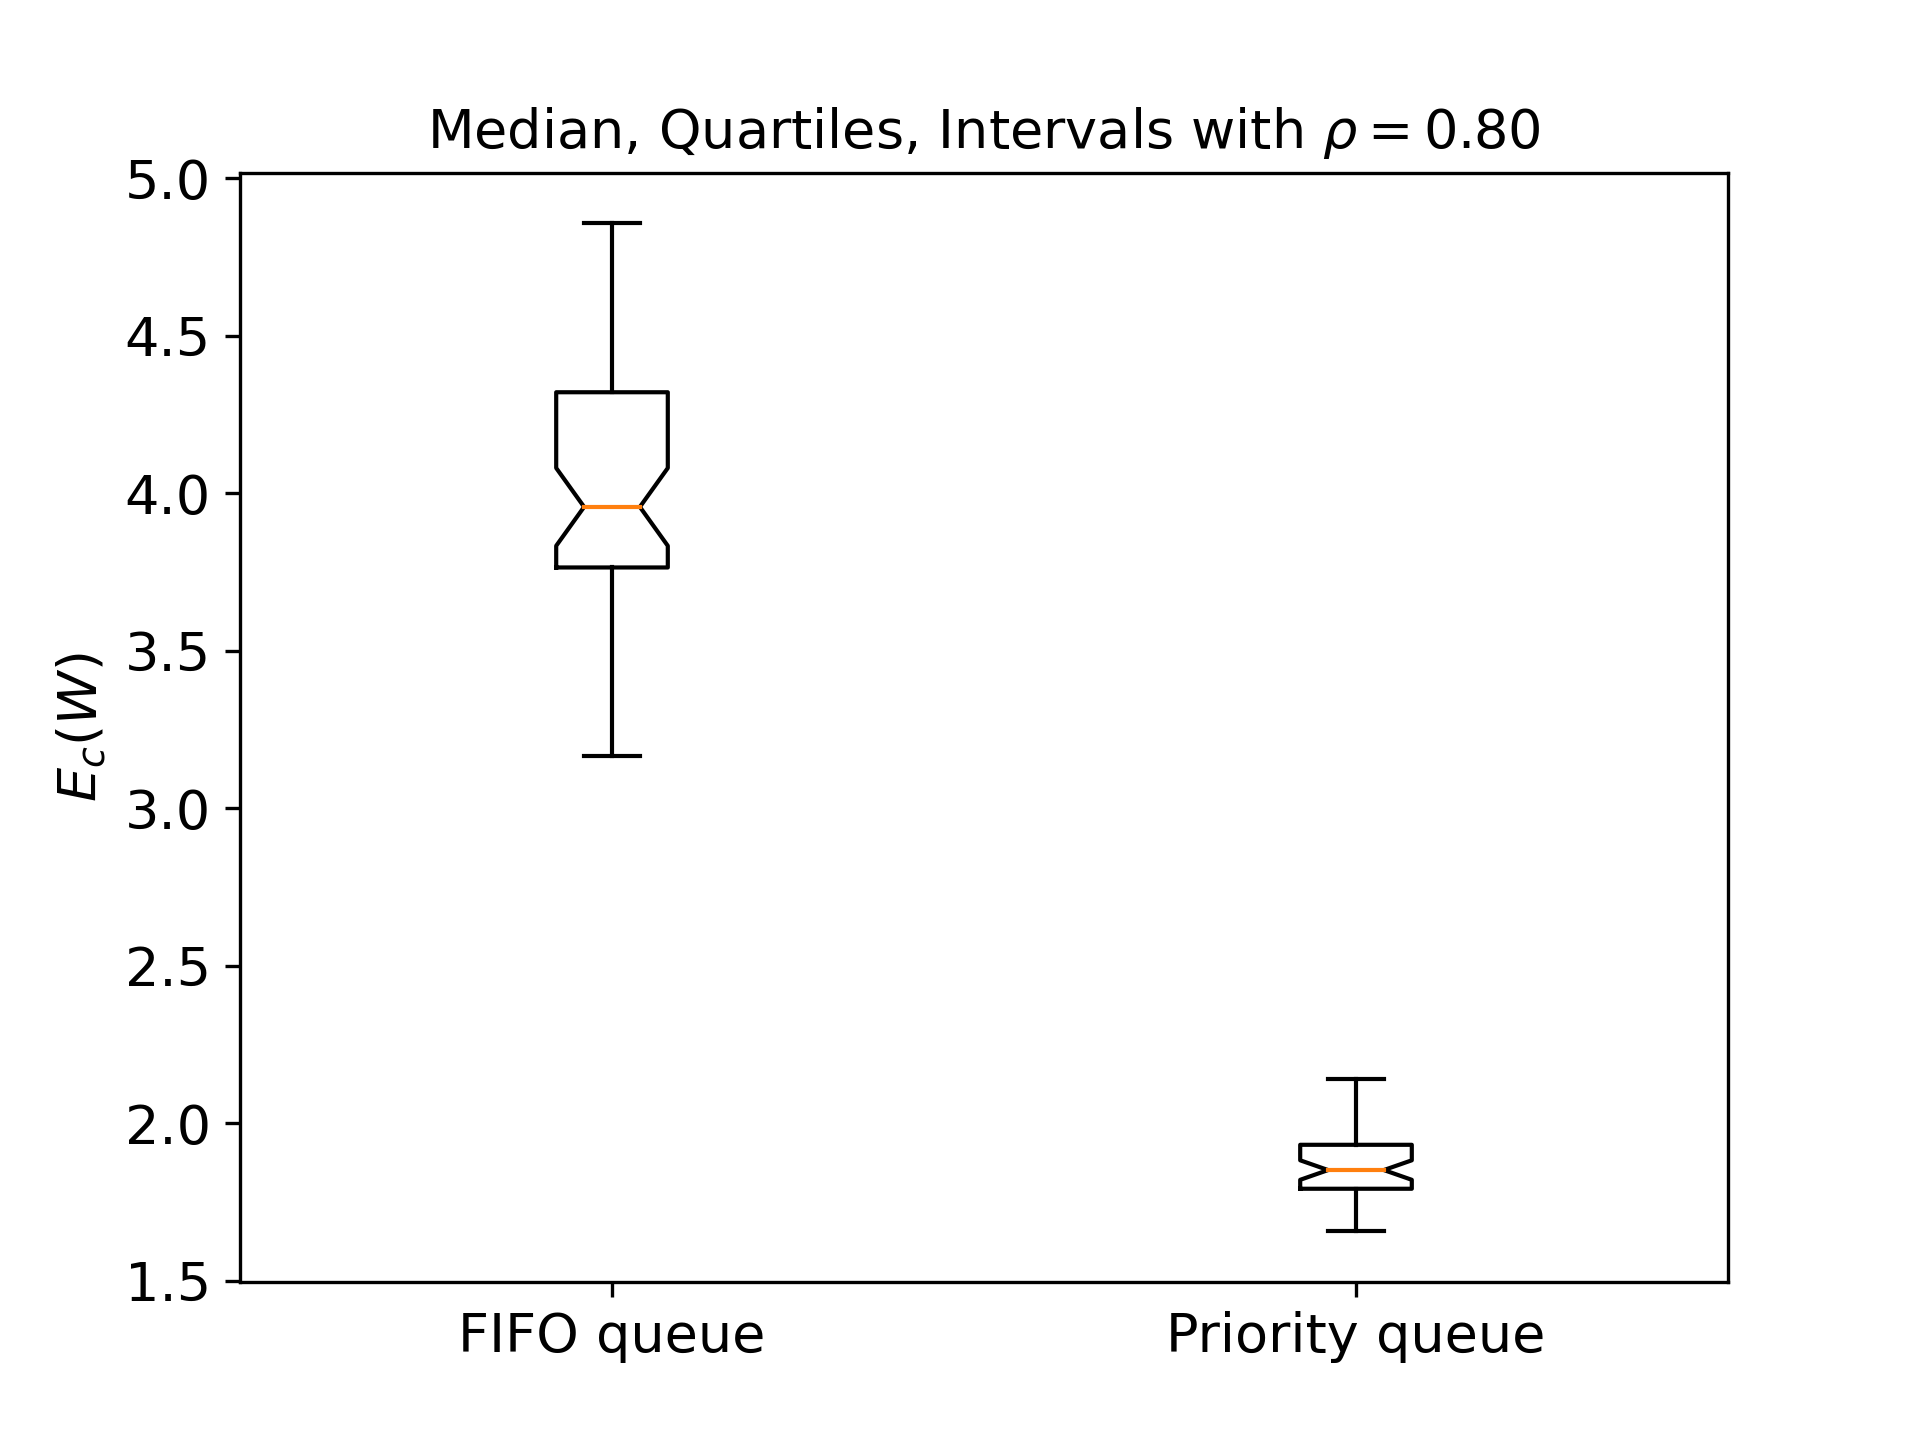 Median, Quartiles, Intervals with ρ = 0.80
5.0
4.5
4.0
3.5
3.0
2.5
2.0
1.5
E_c(W)
FIFO queue
Priority queue